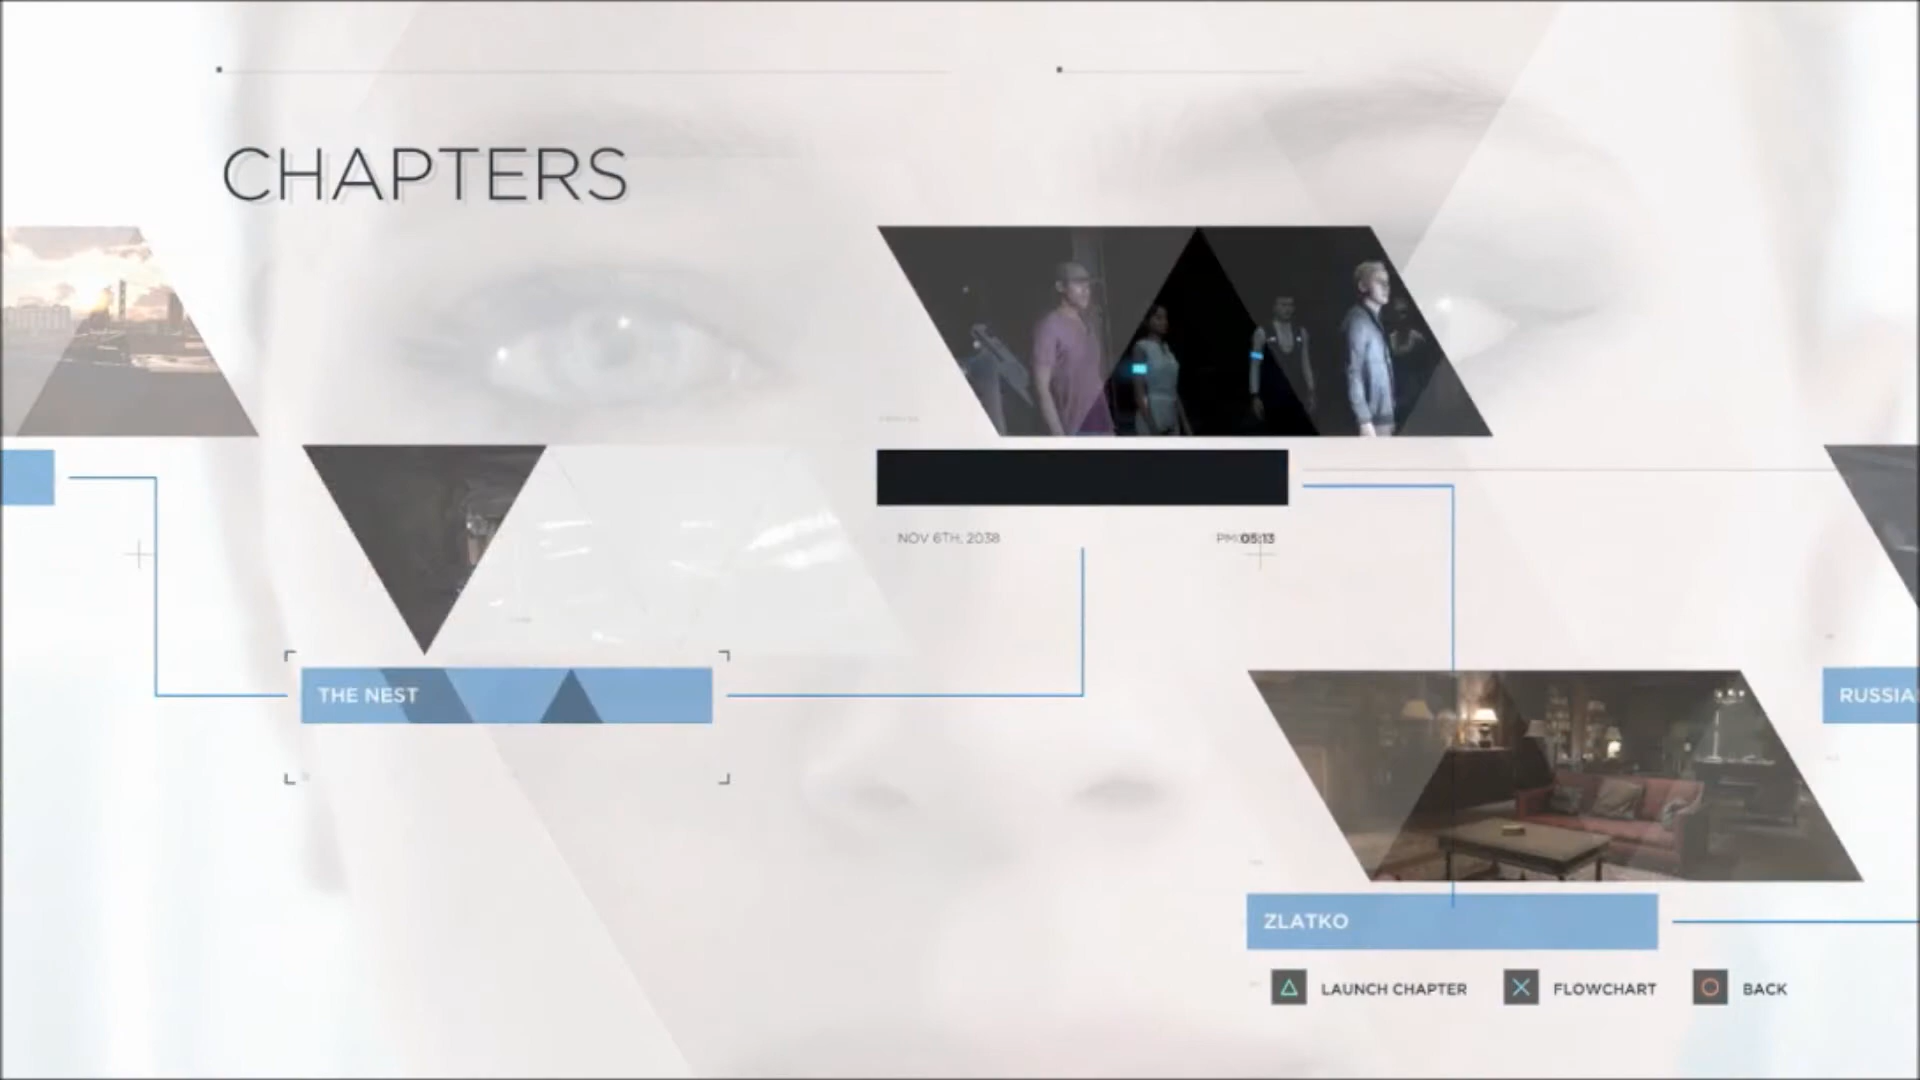 CHAPTERS
NOV 6TH, 2038
PM:05:13
THE NEST
RUSSIA
ZLATKO
LAUNCH CHAPTER
FLOWCHART
BACK